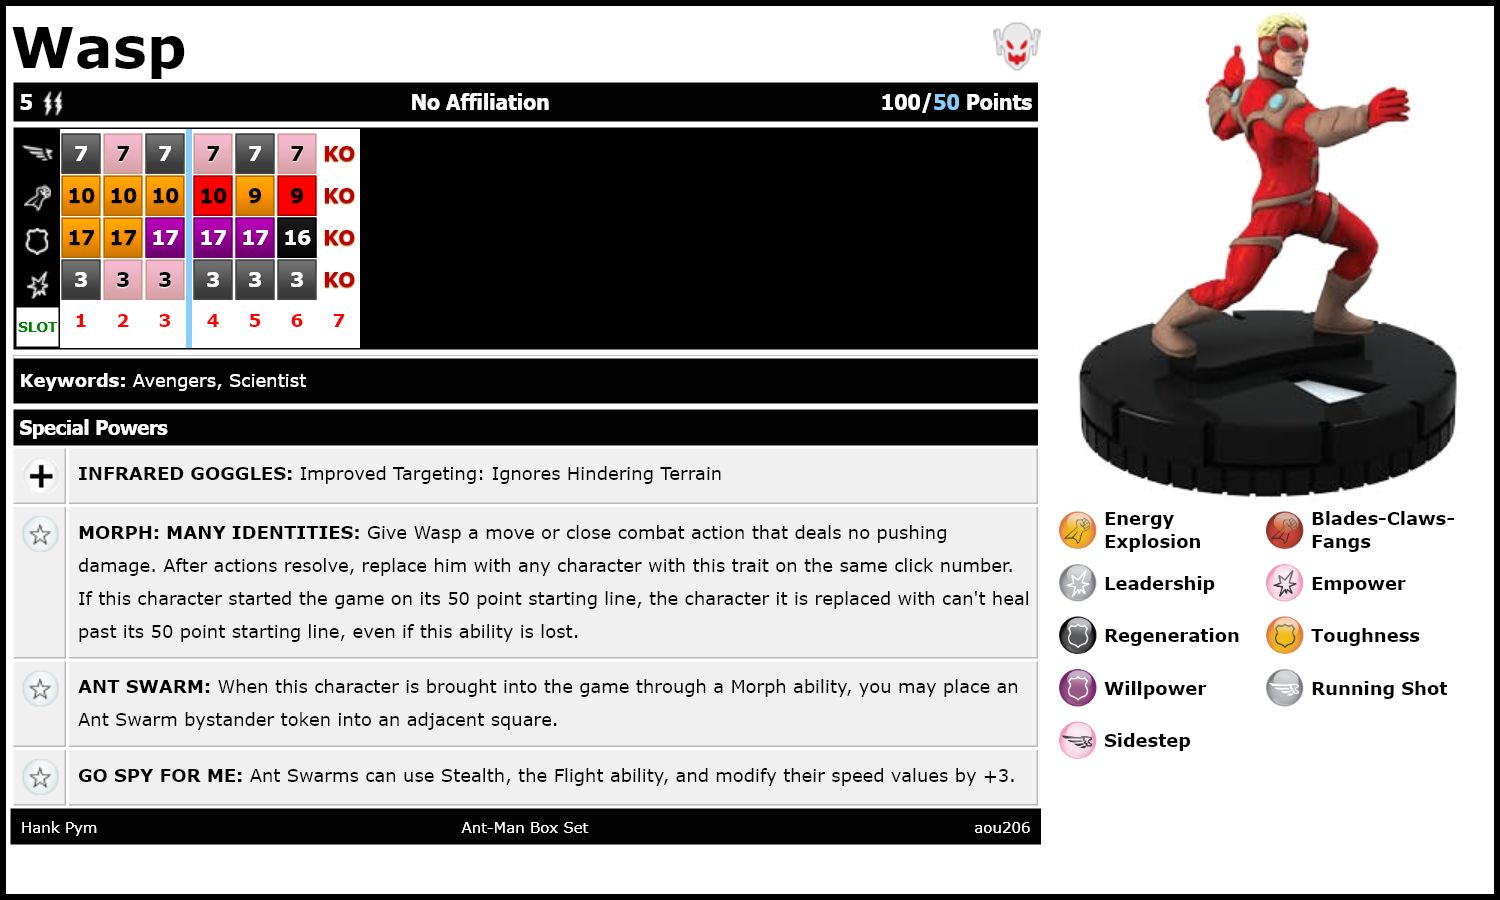 Wasp
5 No Affiliation 100/50 Points
7 7 7 7 7 7 KO
10 10 10 10 9 9 KO
17 17 17 17 17 16 KO
3 3 3 3 3 3 KO
SLOT 1 2 3 4 5 6 7
Keywords: Avengers, Scientist
Special Powers
INFRARED GOGGLES: Improved Targeting: Ignores Hindering Terrain
MORPH: MANY IDENTITIES: Give Wasp a move or close combat action that deals no pushing
damage. After actions resolve, replace him with any character with this trait on the same click number.
If this character started the game on its 50 point starting line, the character it is replaced with can't heal
past its 50 point starting line, even if this ability is lost.
ANT SWARM: When this character is brought into the game through a Morph ability, you may place an
Ant Swarm bystander token into an adjacent square.
GO SPY FOR ME: Ant Swarms can use Stealth, the Flight ability, and modify their speed values by +3.
Hank Pym Ant-Man Box Set aou206
Energy
Explosion
Blades-Claws-
Fangs
Leadership Empower
Regeneration Toughness
Willpower Running Shot
Sidestep